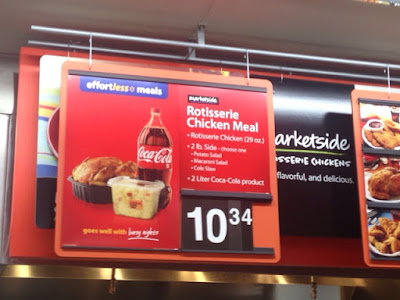 effortless meals
Coca-Cola
goes well with busy nights
marketside
Rotisserie
Chicken Meal
• Rotisserie Chicken (29 oz.)
• 2 lb. Side - choose one
• Potato Salad
• Macaroni Salad
• Cole Slaw
• 2 Liter Coca-Cola product
10 34
arketside
SSERIE CHICKENS
flavorful, and delicious.